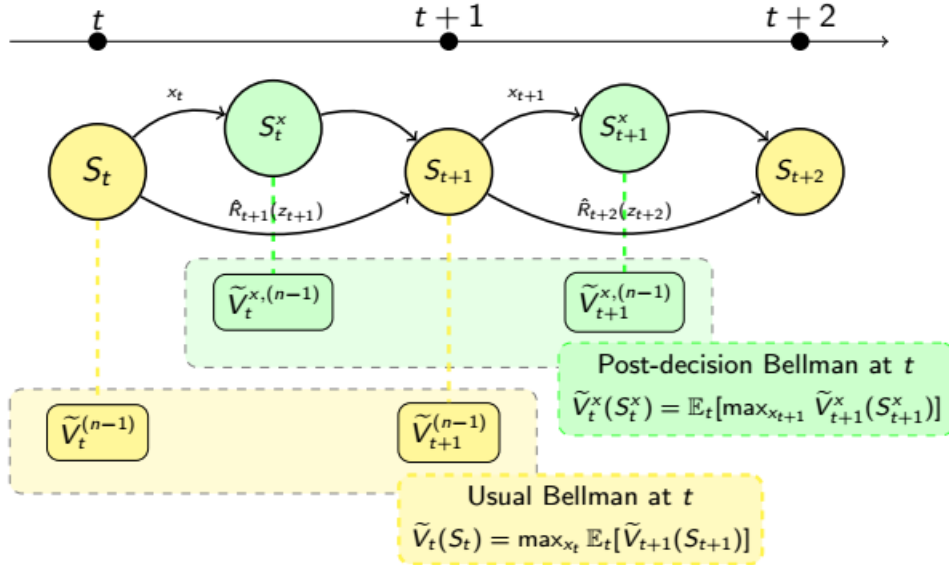 t t + 1 t + 2
x_t x_{t+1}
S_t S_t^x S_{t+1} S_{t+1}^x S_{t+2}
R̂_{t+1}(z_{t+1}) R̂_{t+2}(z_{t+2})
Ṽ_t^{x,(n−1)} Ṽ_{t+1}^{x,(n−1)}
Post-decision Bellman at t
Ṽ_t^x(S_t^x) = 𝔼_t[max_{x_{t+1}} Ṽ_{t+1}^x(S_{t+1}^x)]
Ṽ_t^{(n−1)} Ṽ_{t+1}^{(n−1)}
Usual Bellman at t
Ṽ_t(S_t) = max_{x_t} 𝔼_t[Ṽ_{t+1}(S_{t+1})]